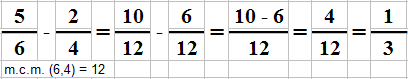 5/6 - 2/4 = 10/12 - 6/12 = 10 - 6/12 = 4/12 = 1/3
m.c.m. (6,4) = 12